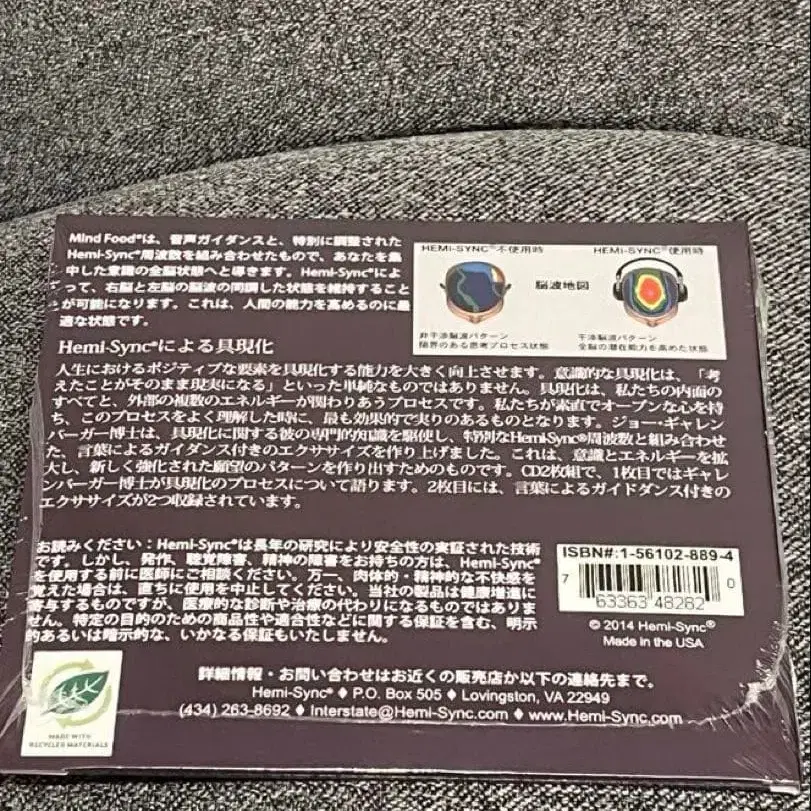 Mind Food®は、音声ガイダンスと、特別に調整された
Hemi-Sync®周波数を組み合わせたもので、あなたを集
中した意識の全脳状態へと導きます。Hemi-Sync®によ
って、右脳と左脳の脳波の同調した状態を維持すること
が可能になります。これは、人間の能力を高めるのに最
適な状態です。
HEMI-SYNC®不使用時
HEMI-SYNC®使用時
脳波地図
非干渉脳波パターン
限界のある思考プロセス状態
干渉脳波パターン
全脳の潜在能力を高めた状態
Hemi-Sync®による具現化
人生におけるポジティブな要素を具現化する能力を大きく向上させます。意識的な具現化は、「考
えたことがそのまま現実になる」といった単純なものではありません。具現化は、私たちの内面の
すべてと、外部の複数のエネルギーが関わりあうプロセスです。私たちが素直でオープンな心を持
ち、このプロセスをよく理解した時に、最も効果的で実りのあるものとなります。ジョー・ギャレン
バーガー博士は、具現化に関する彼の専門的知識を駆使し、特別なHemi-Sync®周波数と組み合わせ
た、言葉によるガイダンス付きのエクササイズを作り上げました。これは、意識とエネルギーを拡
大し、新しく強化された願望のパターンを作り出すためのものです。CD2枚組で、1枚目ではギャレ
ンバーガー博士が具現化のプロセスについて語ります。2枚目には、言葉によるガイドダンス付きの
エクササイズが2つ収録されています。
お読みください：Hemi-Sync®は長年の研究により安全性の実証された技術
です。しかし、発作、聴覚障害、精神の障害をお持ちの方は、Hemi-Sync®
を使用する前に医師にご相談ください。万一、肉体的・精神的な不快感を
覚えた場合は、直ちに使用を中止してください。当社の製品は健康増進に
寄与するものですが、医療的な診断や治療の代わりになるものではありま
せん。特定の目的のための商品性や適合性などに関する保証を含む、明示
的あるいは暗示的な、いかなる保証もいたしません。
ISBN#:1-56102-889-4
7 63363 48282 0
© 2014 Hemi-Sync®
Made in the USA
詳細情報・お問い合わせはお近くの販売店か以下の連絡先まで。
Hemi-Sync® ♦ P.O. Box 505 ♦ Lovingston, VA 22949
(434) 263-8692 ♦ Interstate@Hemi-Sync.com ♦ www.Hemi-Sync.com
MADE WITH
RECYCLED MATERIALS